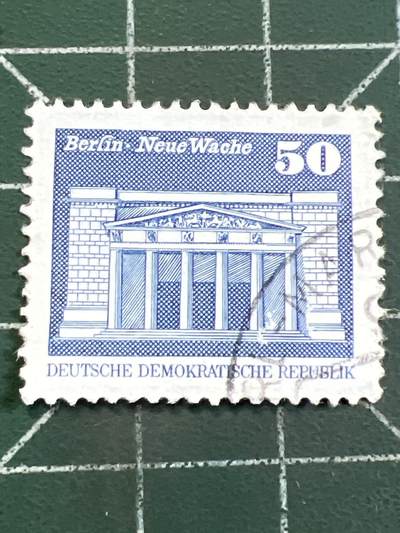 Berlin · Neue Wache
50
DEUTSCHE DEMOKRATISCHE REPUBLIK